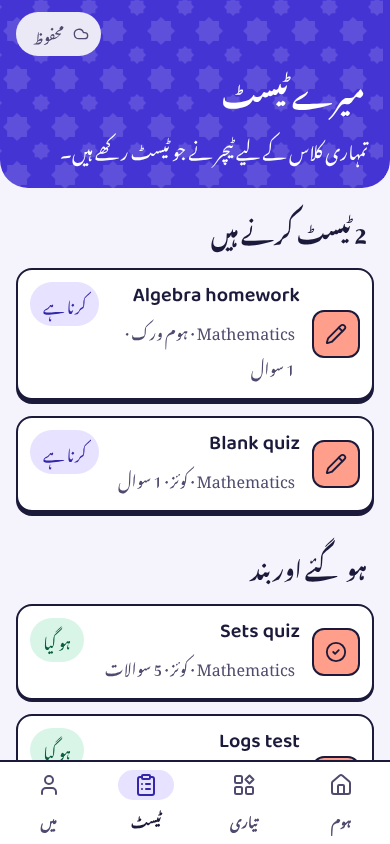 محفوظ
میرے ٹیسٹ
تمہاری کلاس کے لیے ٹیچر نے جو ٹیسٹ رکھے ہیں۔
2 ٹیسٹ کرنے ہیں
Algebra homework
کرنا ہے
Mathematics · ہوم ورک ·
1 سوال
Blank quiz
کرنا ہے
Mathematics · کوئز · 1 سوال
ہو گئے اور بند
Sets quiz
ہو گیا
Mathematics · کوئز · 5 سوالات
Logs test
ہو گیا
ہوم
تیاری
ٹیسٹ
میں